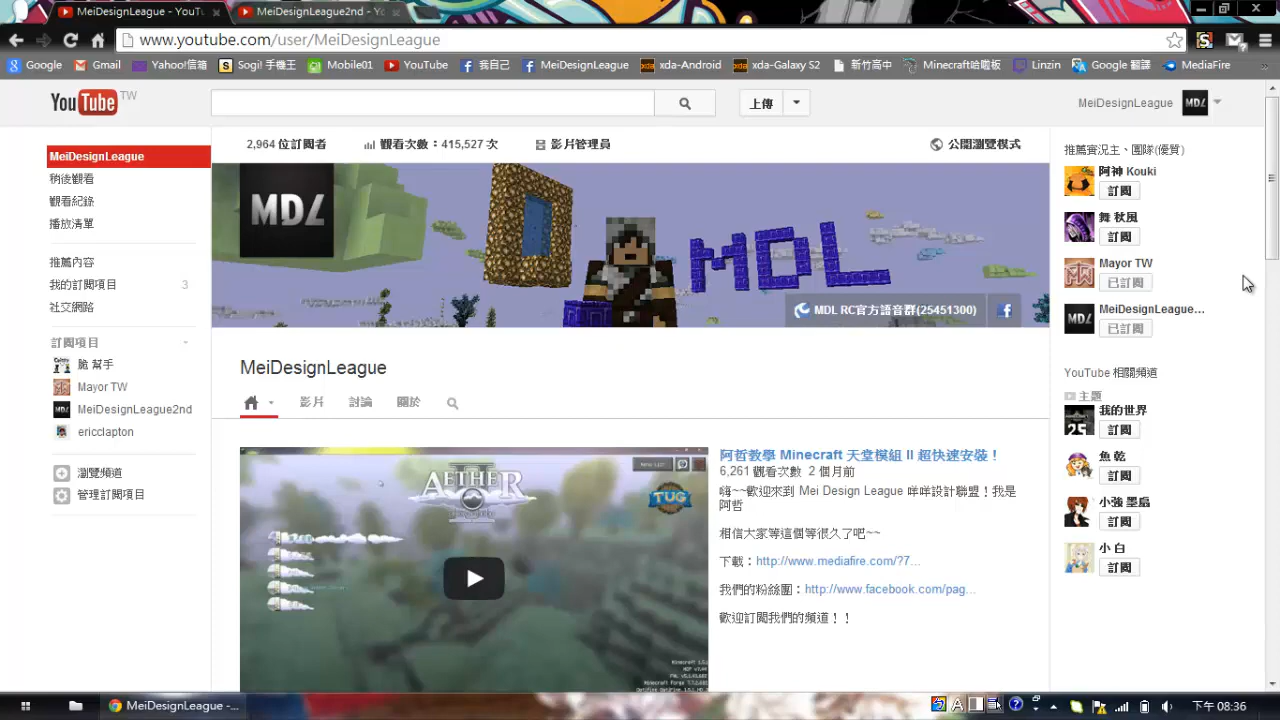 MeiDesignLeague - YouT
MeiDesignLeague2nd - Yo
www.youtube.com/user/MeiDesignLeague
Google
Gmail
Yahoo!信箱
Sogi! 手機王
Mobile01
YouTube
我自己
MeiDesignLeague
xda-Android
xda-Galaxy S2
新竹高中
Minecraft哈啦板
Linzin
Google 翻譯
MediaFire
YouTube TW
上傳
MeiDesignLeague
MDL
MeiDesignLeague
稍後觀看
觀看紀錄
播放清單
推薦內容
我的訂閱項目 3
社交網路
訂閱項目
脆 幫手
Mayor TW
MeiDesignLeague2nd
ericclapton
瀏覽頻道
管理訂閱項目
2,964 位訂閱者
觀看次數：415,527 次
影片管理員
公開瀏覽模式
MDL
MDL
MDL RC官方語音群(25451300)
MeiDesignLeague
影片
討論
關於
AETHER
II
TUG
阿哲教學 Minecraft 天堂模組 II 超快速安裝！
6,261 觀看次數 2 個月前
嗨~~歡迎來到 Mei Design League 咩咩設計聯盟！我是
阿哲
相信大家等這個等很久了吧~~
下載：http://www.mediafire.com/?7...
我們的粉絲團：http://www.facebook.com/pag...
歡迎訂閱我們的頻道！！
推薦實況主、團隊(優質)
阿神 Kouki
訂閱
舞 秋風
訂閱
Mayor TW
已訂閱
MeiDesignLeague...
已訂閱
YouTube 相關頻道
主題
我的世界
訂閱
魚 乾
訂閱
小強 墨扇
訂閱
小 白
訂閱
MeiDesignLeague -...
下午 08:36